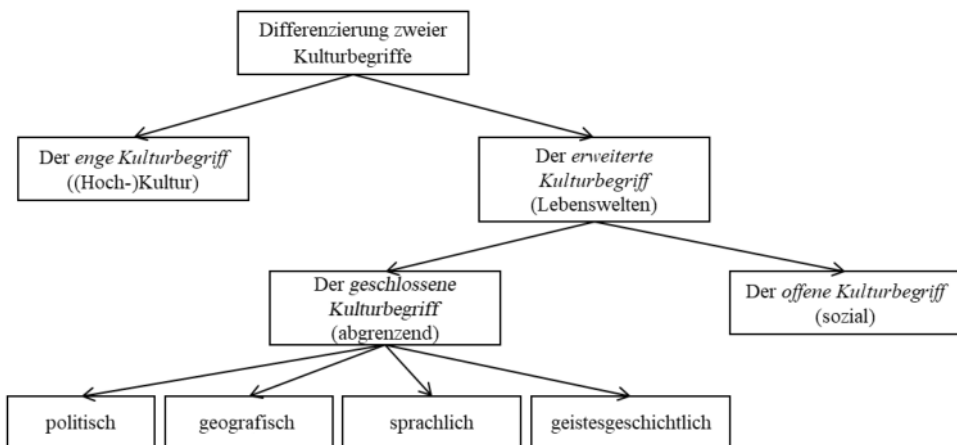 Differenzierung zweier
Kulturbegriffe
Der enge Kulturbegriff
((Hoch-)Kultur)
Der erweiterte
Kulturbegriff
(Lebenswelten)
Der geschlossene
Kulturbegriff
(abgrenzend)
Der offene Kulturbegriff
(sozial)
politisch
geografisch
sprachlich
geistesgeschichtlich